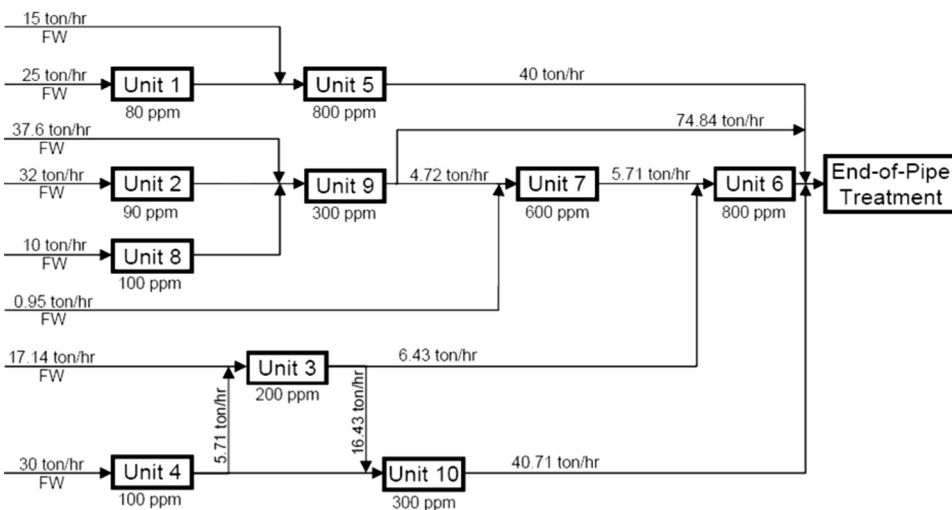 15 ton/hr
FW
25 ton/hr
FW
Unit 1
80 ppm
Unit 5
800 ppm
40 ton/hr
37.6 ton/hr
FW
74.84 ton/hr
32 ton/hr
FW
Unit 2
90 ppm
Unit 9
300 ppm
4.72 ton/hr
Unit 7
600 ppm
5.71 ton/hr
Unit 6
800 ppm
End-of-Pipe
Treatment
10 ton/hr
FW
Unit 8
100 ppm
0.95 ton/hr
FW
17.14 ton/hr
FW
Unit 3
200 ppm
6.43 ton/hr
5.71 ton/hr
16.43 ton/hr
30 ton/hr
FW
Unit 4
100 ppm
Unit 10
300 ppm
40.71 ton/hr